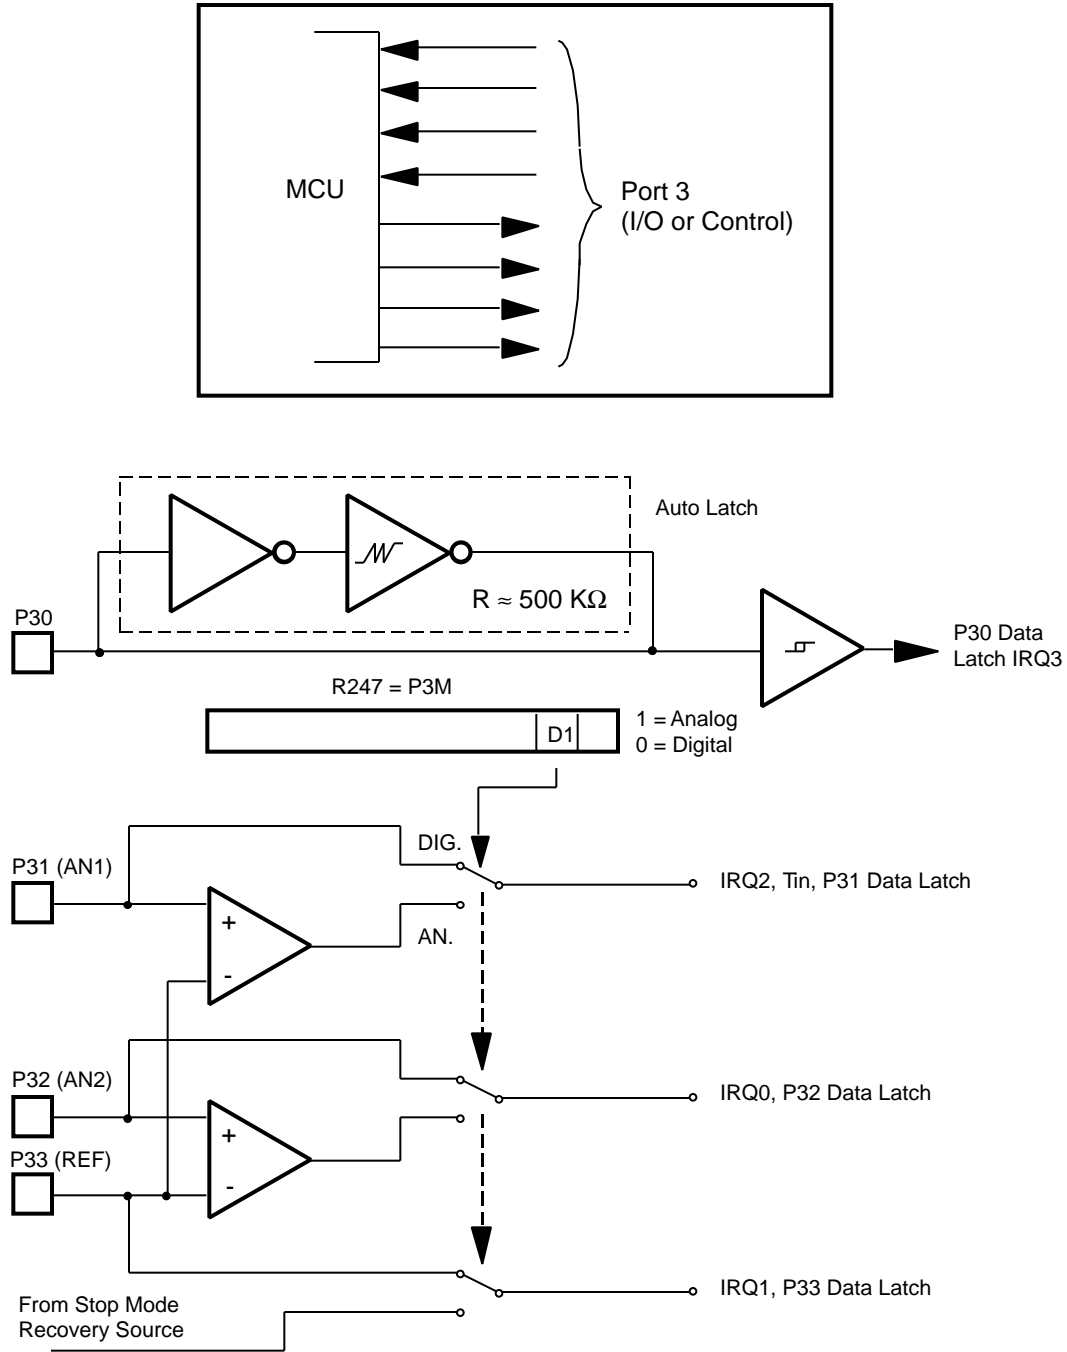 MCU
Port 3
(I/O or Control)
Auto Latch
R ≈ 500 KΩ
P30
P30 Data
Latch IRQ3
R247 = P3M
D1
1 = Analog
0 = Digital
DIG.
P31 (AN1)
IRQ2, Tin, P31 Data Latch
+
AN.
-
P32 (AN2)
IRQ0, P32 Data Latch
+
P33 (REF)
-
IRQ1, P33 Data Latch
From Stop Mode
Recovery Source